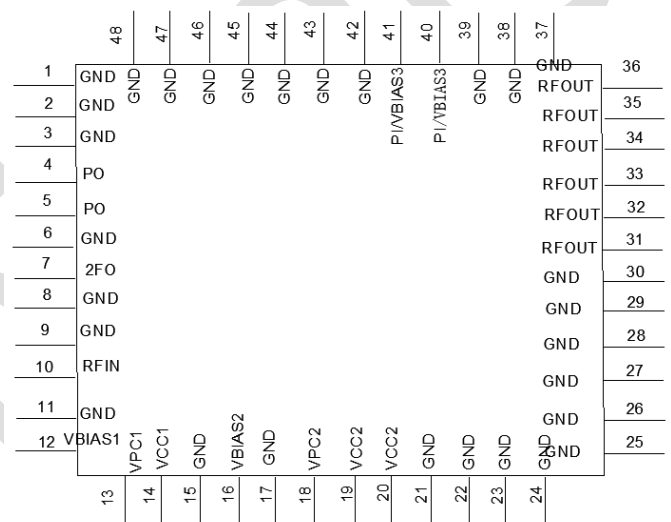 48 47 46 45 44 43 42 41 40 39 38 37
GND GND GND GND GND GND GND PI/VBIAS3 PI/VBIAS3 GND GND GND
1 GND
2 GND
3 GND
4 PO
5 PO
6 GND
7 2FO
8 GND
9 GND
10 RFIN
11 GND
12 VBIAS1
RFOUT 36
RFOUT 35
RFOUT 34
RFOUT 33
RFOUT 32
RFOUT 31
GND 30
GND 29
GND 28
GND 27
GND 26
GND 25
VPC1 VCC1 GND VBIAS2 GND VPC2 VCC2 VCC2 GND GND GND GND
13 14 15 16 17 18 19 20 21 22 23 24